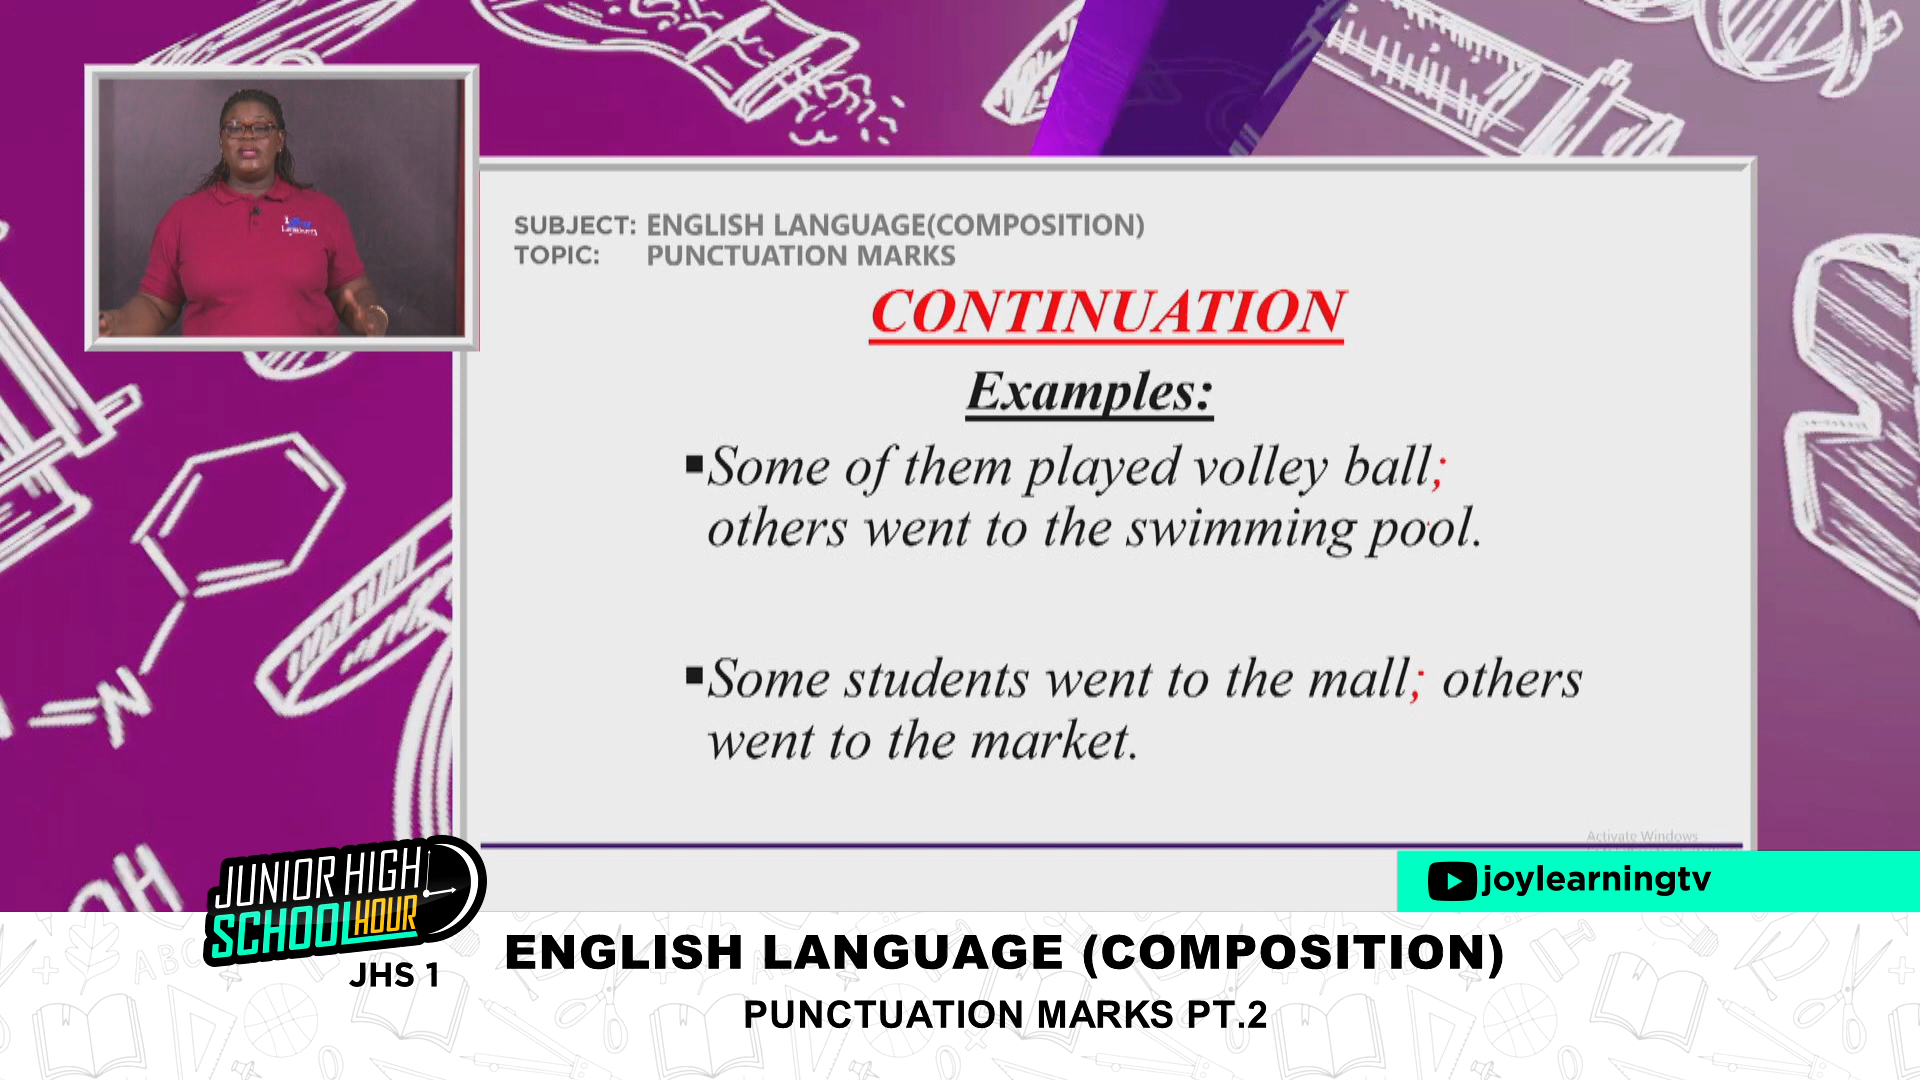 SUBJECT: ENGLISH LANGUAGE(COMPOSITION)
TOPIC: PUNCTUATION MARKS
CONTINUATION
Examples:
▪Some of them played volley ball;
others went to the swimming pool.
▪Some students went to the mall; others
went to the market.
Activate Windows
joylearningtv
JUNIOR HIGH
SCHOOL HOUR
JHS 1
ENGLISH LANGUAGE (COMPOSITION)
PUNCTUATION MARKS PT.2